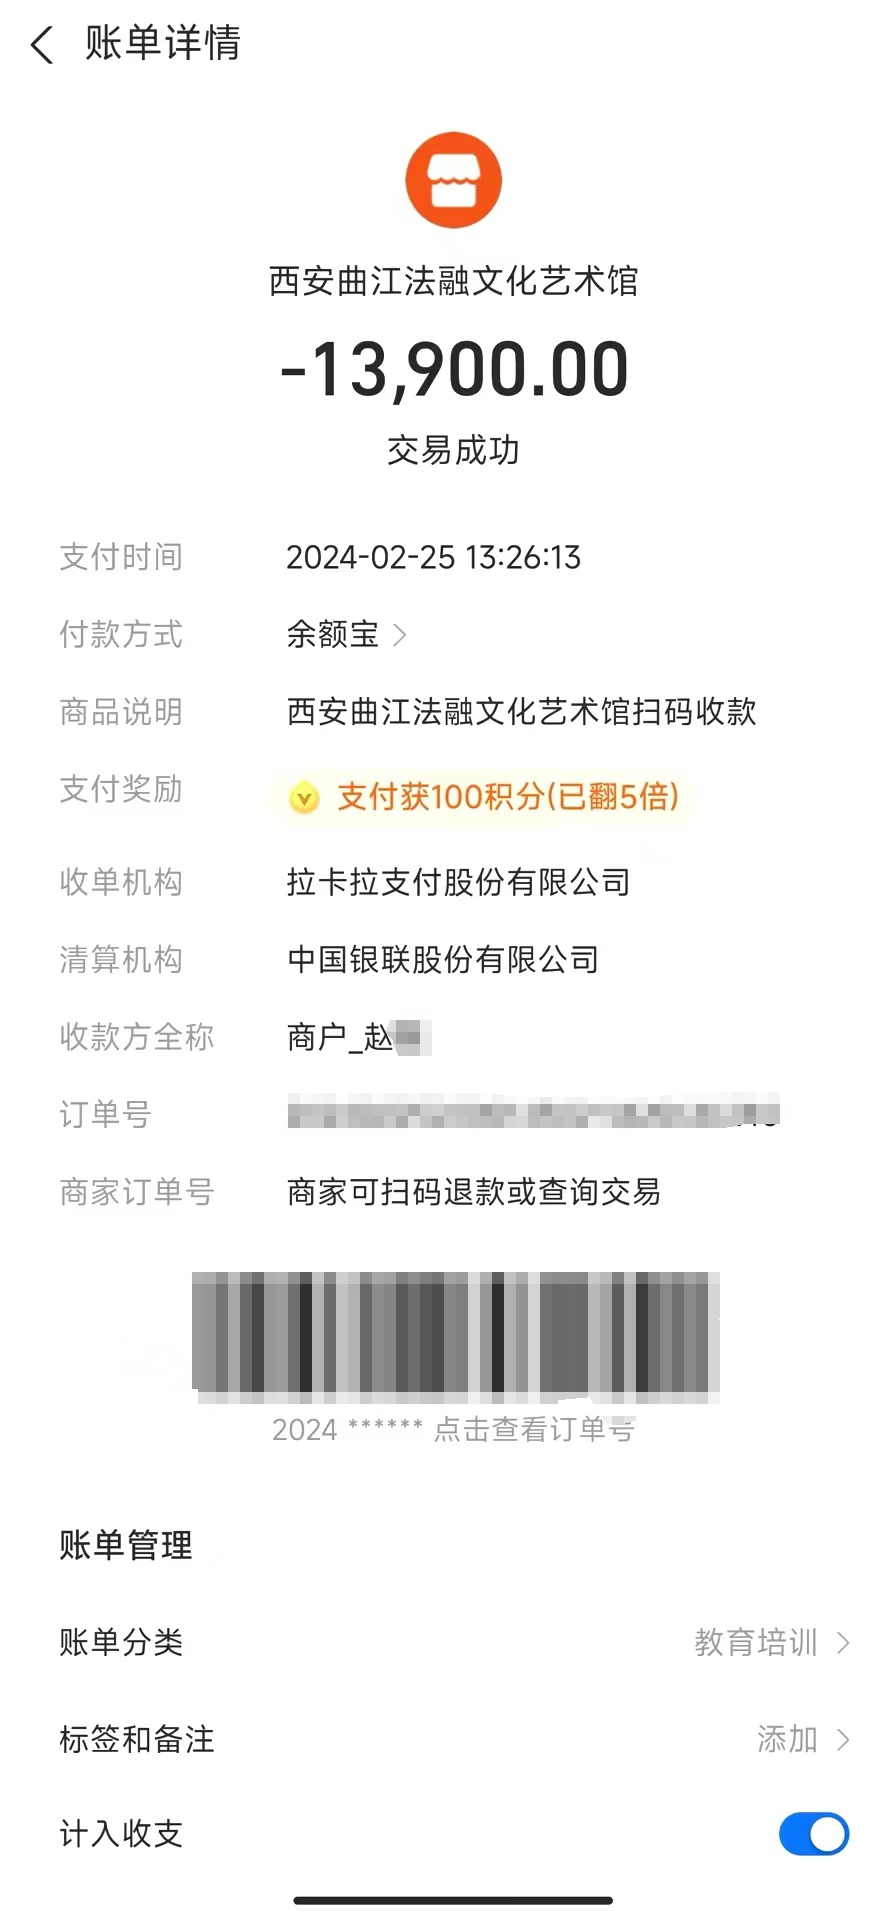 账单详情
西安曲江法融文化艺术馆
-13,900.00
交易成功
支付时间 2024-02-25 13:26:13
付款方式 余额宝
商品说明 西安曲江法融文化艺术馆扫码收款
支付奖励 支付获100积分(已翻5倍)
收单机构 拉卡拉支付股份有限公司
清算机构 中国银联股份有限公司
收款方全称 商户_赵
订单号
商家订单号 商家可扫码退款或查询交易
2024 ****** 点击查看订单号
账单管理
账单分类 教育培训
标签和备注 添加
计入收支